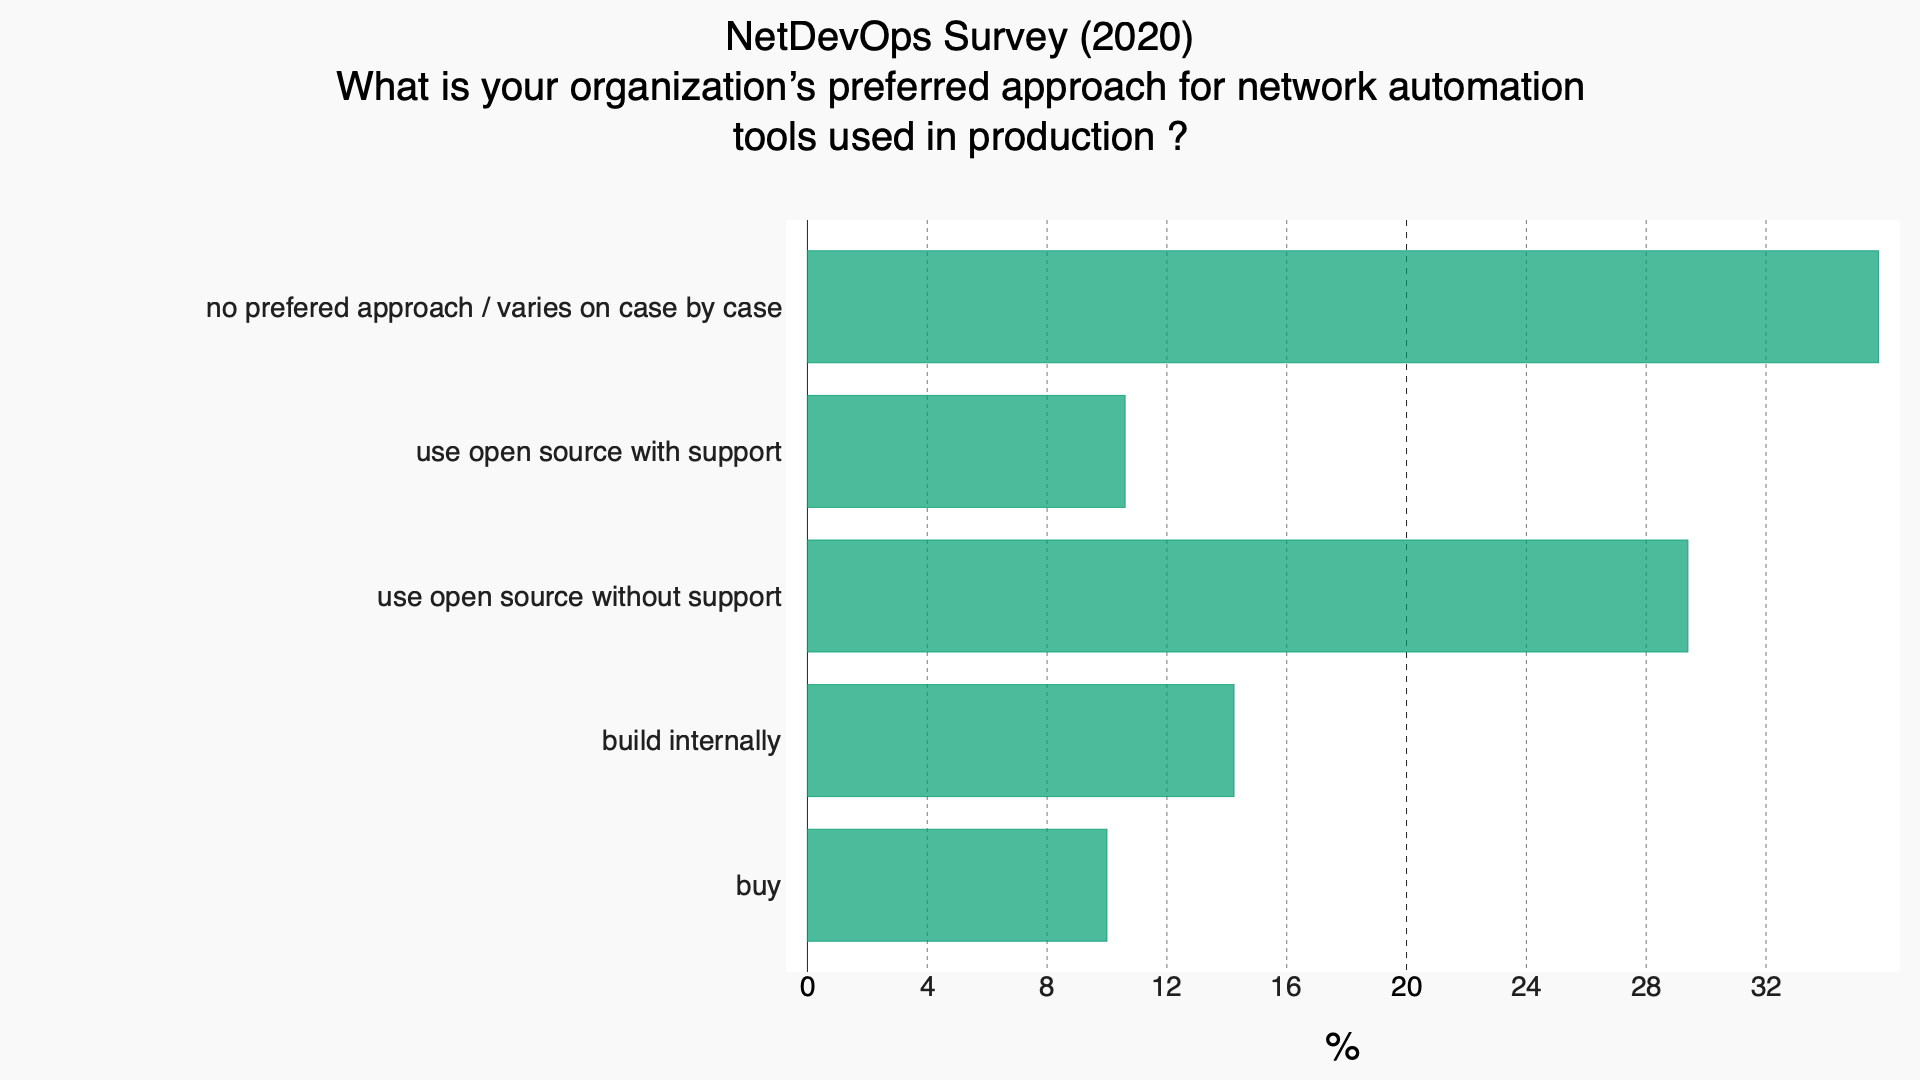 NetDevOps Survey (2020)
What is your organization’s preferred approach for network automation
tools used in production ?
no prefered approach / varies on case by case
use open source with support
use open source without support
build internally
buy
0 4 8 12 16 20 24 28 32
%